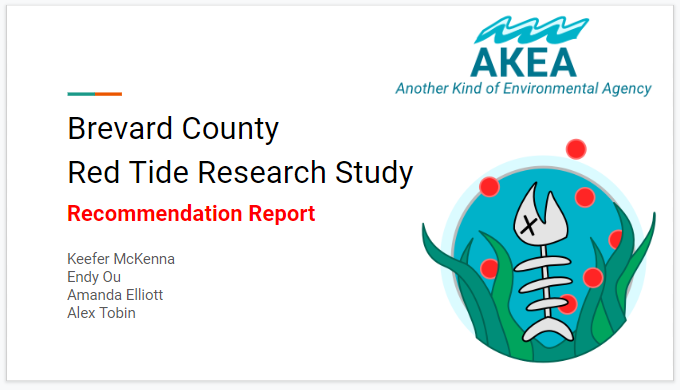 AKEA
Another Kind of Environmental Agency
Brevard County
Red Tide Research Study
Recommendation Report
Keefer McKenna
Endy Ou
Amanda Elliott
Alex Tobin